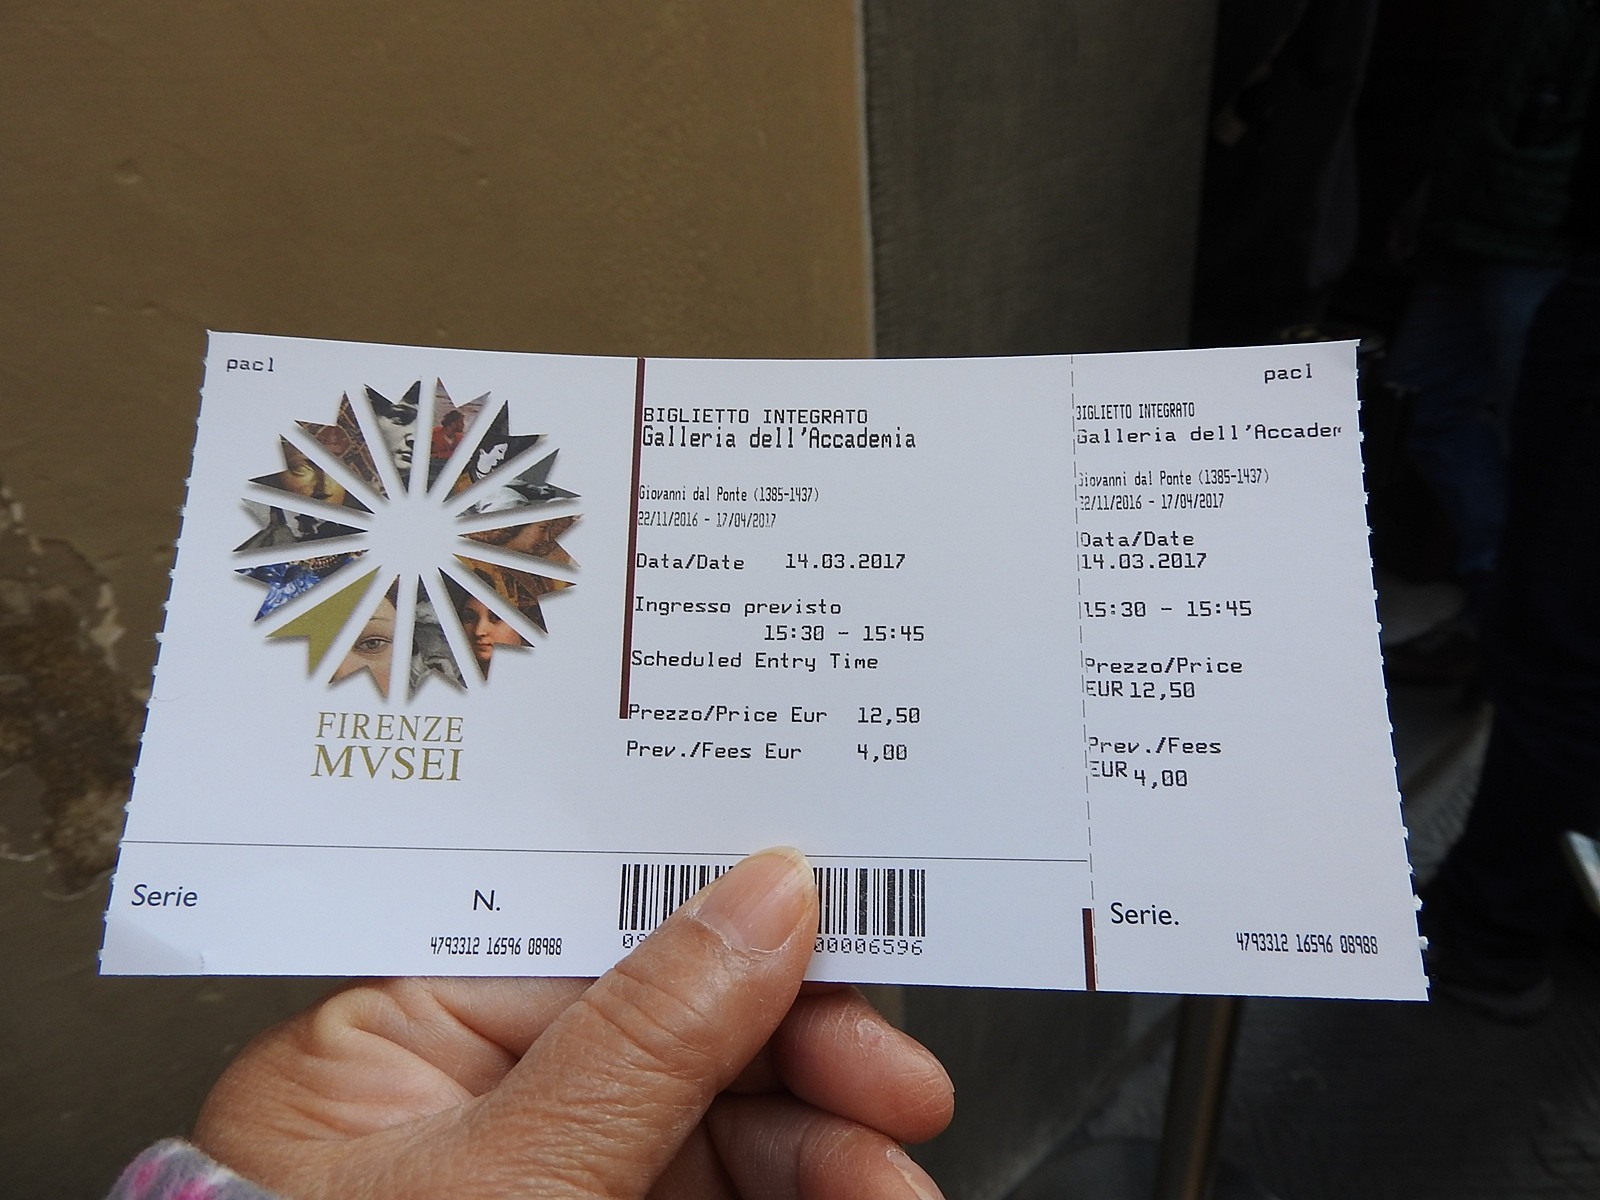 pacl
FIRENZE
MVSEI
BIGLIETTO INTEGRATO
Galleria dell'Accademia
Giovanni dal Ponte (1385-1437)
22/11/2016 - 17/04/2017
Data/Date 14.03.2017
Ingresso previsto
15:30 - 15:45
Scheduled Entry Time
Prezzo/Price Eur 12,50
Prev./Fees Eur 4,00
Serie N.
4793312 16596 08988
00006596
pacl
BIGLIETTO INTEGRATO
Galleria dell'Accadem
Giovanni dal Ponte (1385-1437)
22/11/2016 - 17/04/2017
Data/Date
14.03.2017
15:30 - 15:45
Prezzo/Price
EUR 12,50
Prev./Fees
EUR 4,00
Serie.
4793312 16596 08988